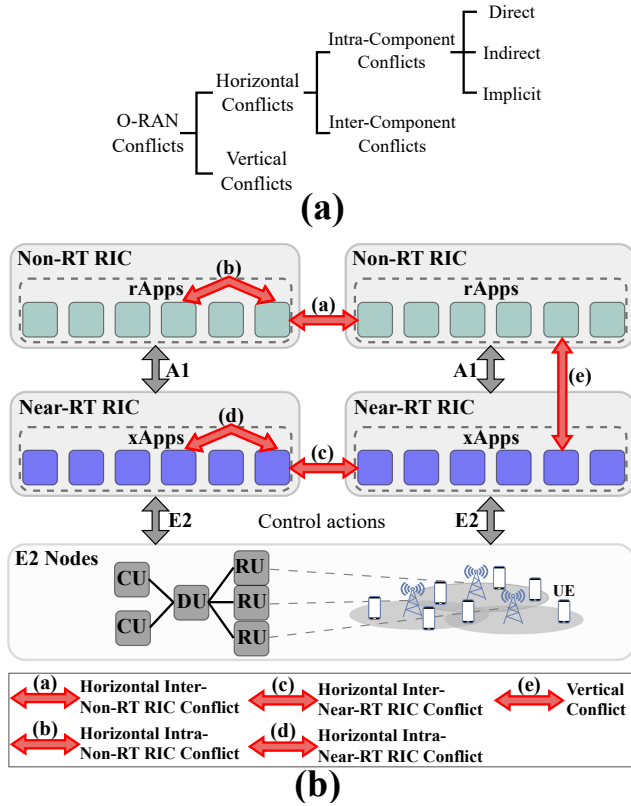 Direct
Intra-Component
Conflicts
Indirect
Horizontal
Conflicts
Implicit
O-RAN
Conflicts
Inter-Component
Conflicts
Vertical
Conflicts
(a)
Non-RT RIC
Non-RT RIC
rApps
(b)
rApps
(a)
A1
A1
(e)
Near-RT RIC
Near-RT RIC
xApps
(d)
xApps
(c)
E2
Control actions
E2
E2 Nodes
CU
CU
DU
RU
RU
RU
UE
(a)
Horizontal Inter-
Non-RT RIC Conflict
(c)
Horizontal Inter-
Near-RT RIC Conflict
(e)
Vertical
Conflict
(b)
Horizontal Intra-
Non-RT RIC Conflict
(d)
Horizontal Intra-
Near-RT RIC Conflict
(b)